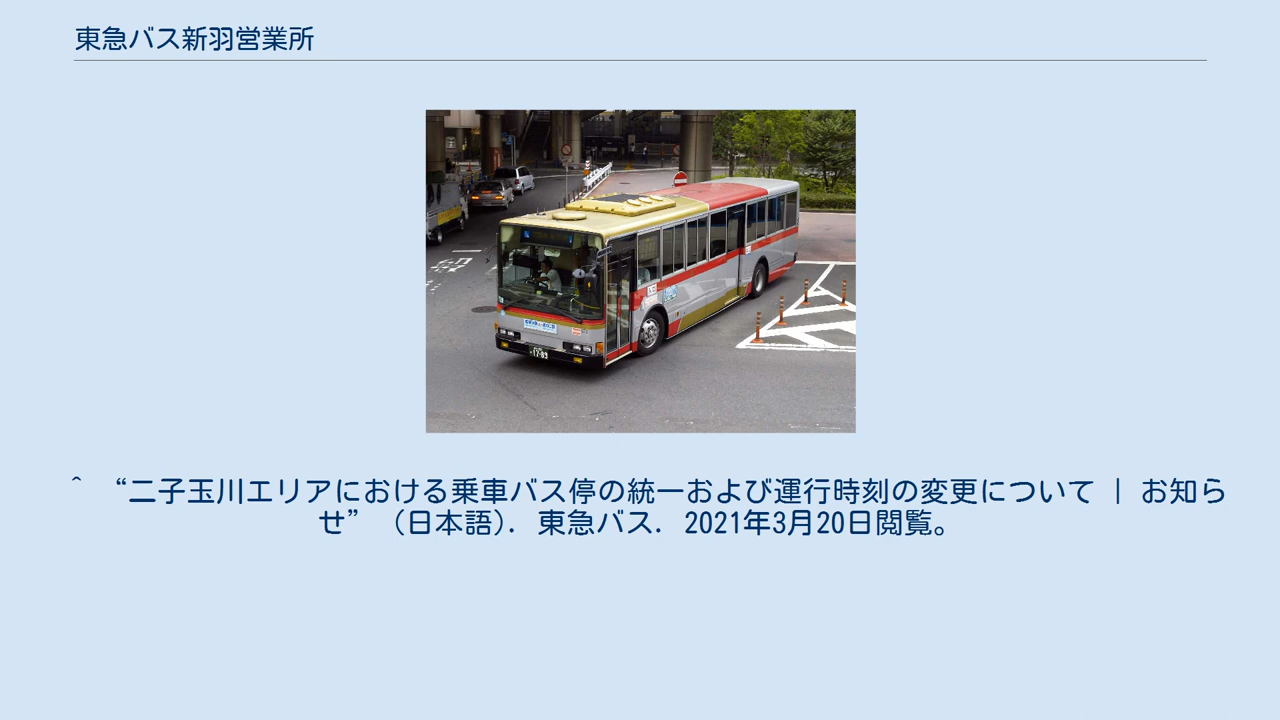 東急バス新羽営業所
17-89
^ “二子玉川エリアにおける乗車バス停の統一および運行時刻の変更について | お知ら
せ” (日本語). 東急バス. 2021年3月20日閲覧。